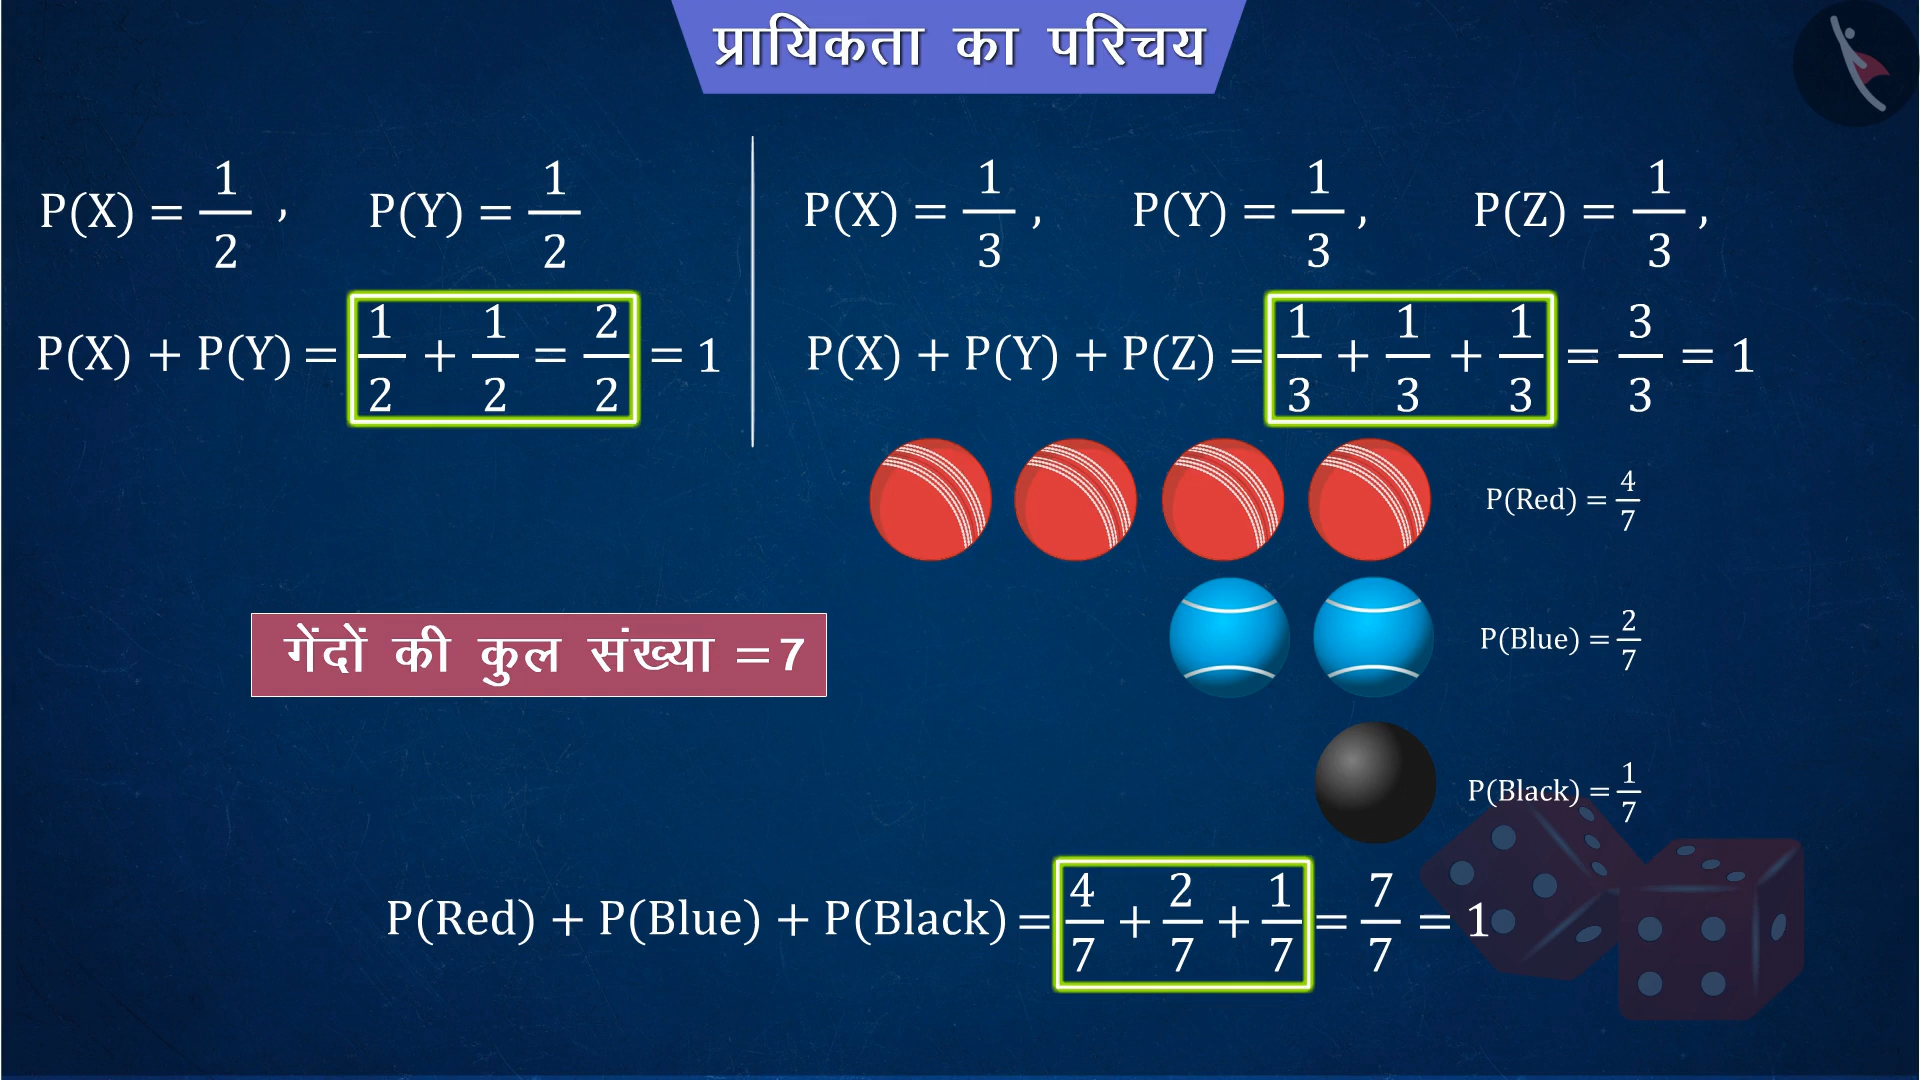 प्रायिकता का परिचय
P(X) = 1/2 , P(Y) = 1/2
P(X) + P(Y) = 1/2 + 1/2 = 2/2 = 1
P(X) = 1/3 , P(Y) = 1/3 , P(Z) = 1/3 ,
P(X) + P(Y) + P(Z) = 1/3 + 1/3 + 1/3 = 3/3 = 1
P(Red) = 4/7
गेंदों की कुल संख्या = 7
P(Blue) = 2/7
P(Black) = 1/7
P(Red) + P(Blue) + P(Black) = 4/7 + 2/7 + 1/7 = 7/7 = 1